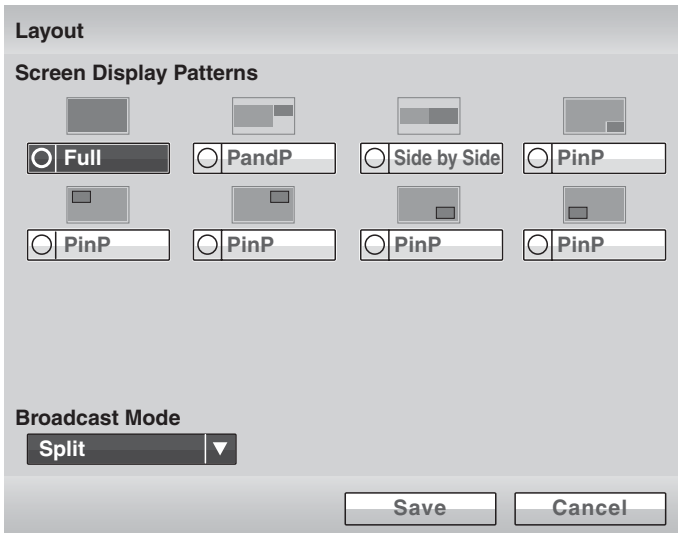 Layout
Screen Display Patterns
Full PandP Side by Side PinP
PinP PinP PinP PinP
Broadcast Mode
Split
Save Cancel